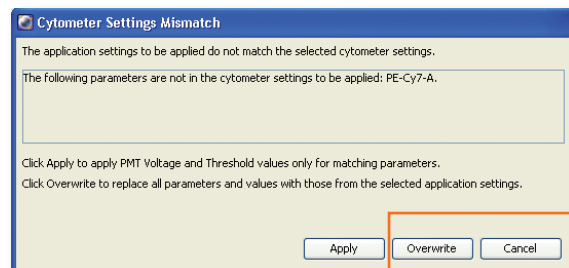 Cytometer Settings Mismatch
The application settings to be applied do not match the selected cytometer settings.
The following parameters are not in the cytometer settings to be applied: PE-Cy7-A.
Click Apply to apply PMT Voltage and Threshold values only for matching parameters.
Click Overwrite to replace all parameters and values with those from the selected application settings.
Apply Overwrite Cancel